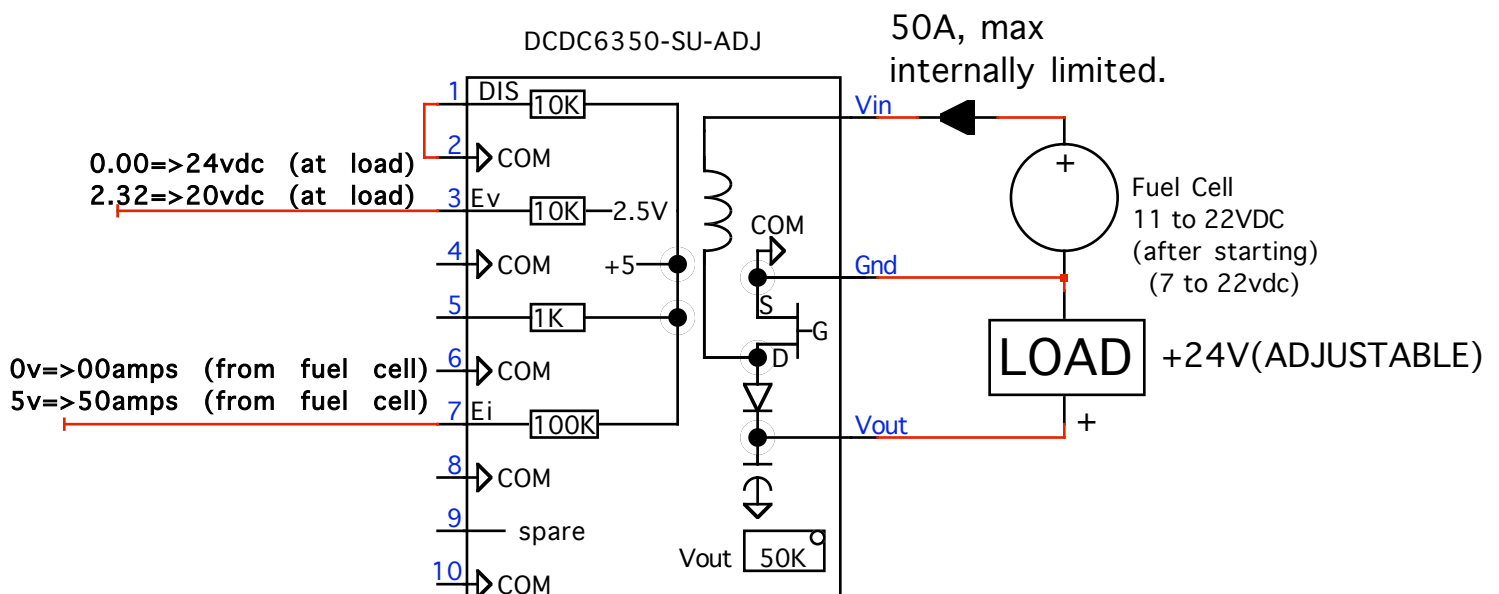 DCDC6350-SU-ADJ
50A, max
internally limited.
1 DIS 10K
2 COM
0.00=>24vdc (at load)
2.32=>20vdc (at load)
3 Ev 10K 2.5V
4 COM
+5
5 1K
0v=>00amps (from fuel cell)
5v=>50amps (from fuel cell)
6 COM
7 Ei 100K
8 COM
9 spare
10 COM
Vin
COM
Gnd
S
G
D
Vout
Vout 50K
+
Fuel Cell
11 to 22VDC
(after starting)
(7 to 22vdc)
LOAD +24V(ADJUSTABLE)
+